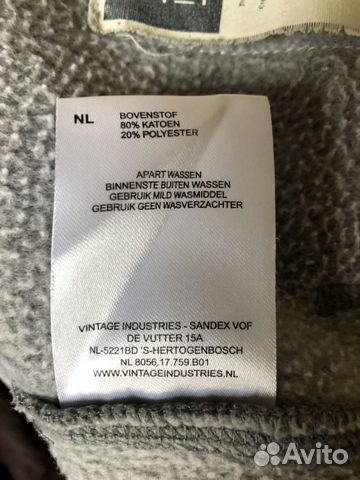 NL
BOVENSTOF
80% KATOEN
20% POLYESTER
APART WASSEN
BINNENSTE BUITEN WASSEN
GEBRUIK MILD WASMIDDEL
GEBRUIK GEEN WASVERZACHTER
VINTAGE INDUSTRIES - SANDEX VOF
DE VUTTER 15A
NL-5221BD 'S-HERTOGENBOSCH
NL 8056,17.759.B01
WWW.VINTAGEINDUSTRIES.NL
Avito